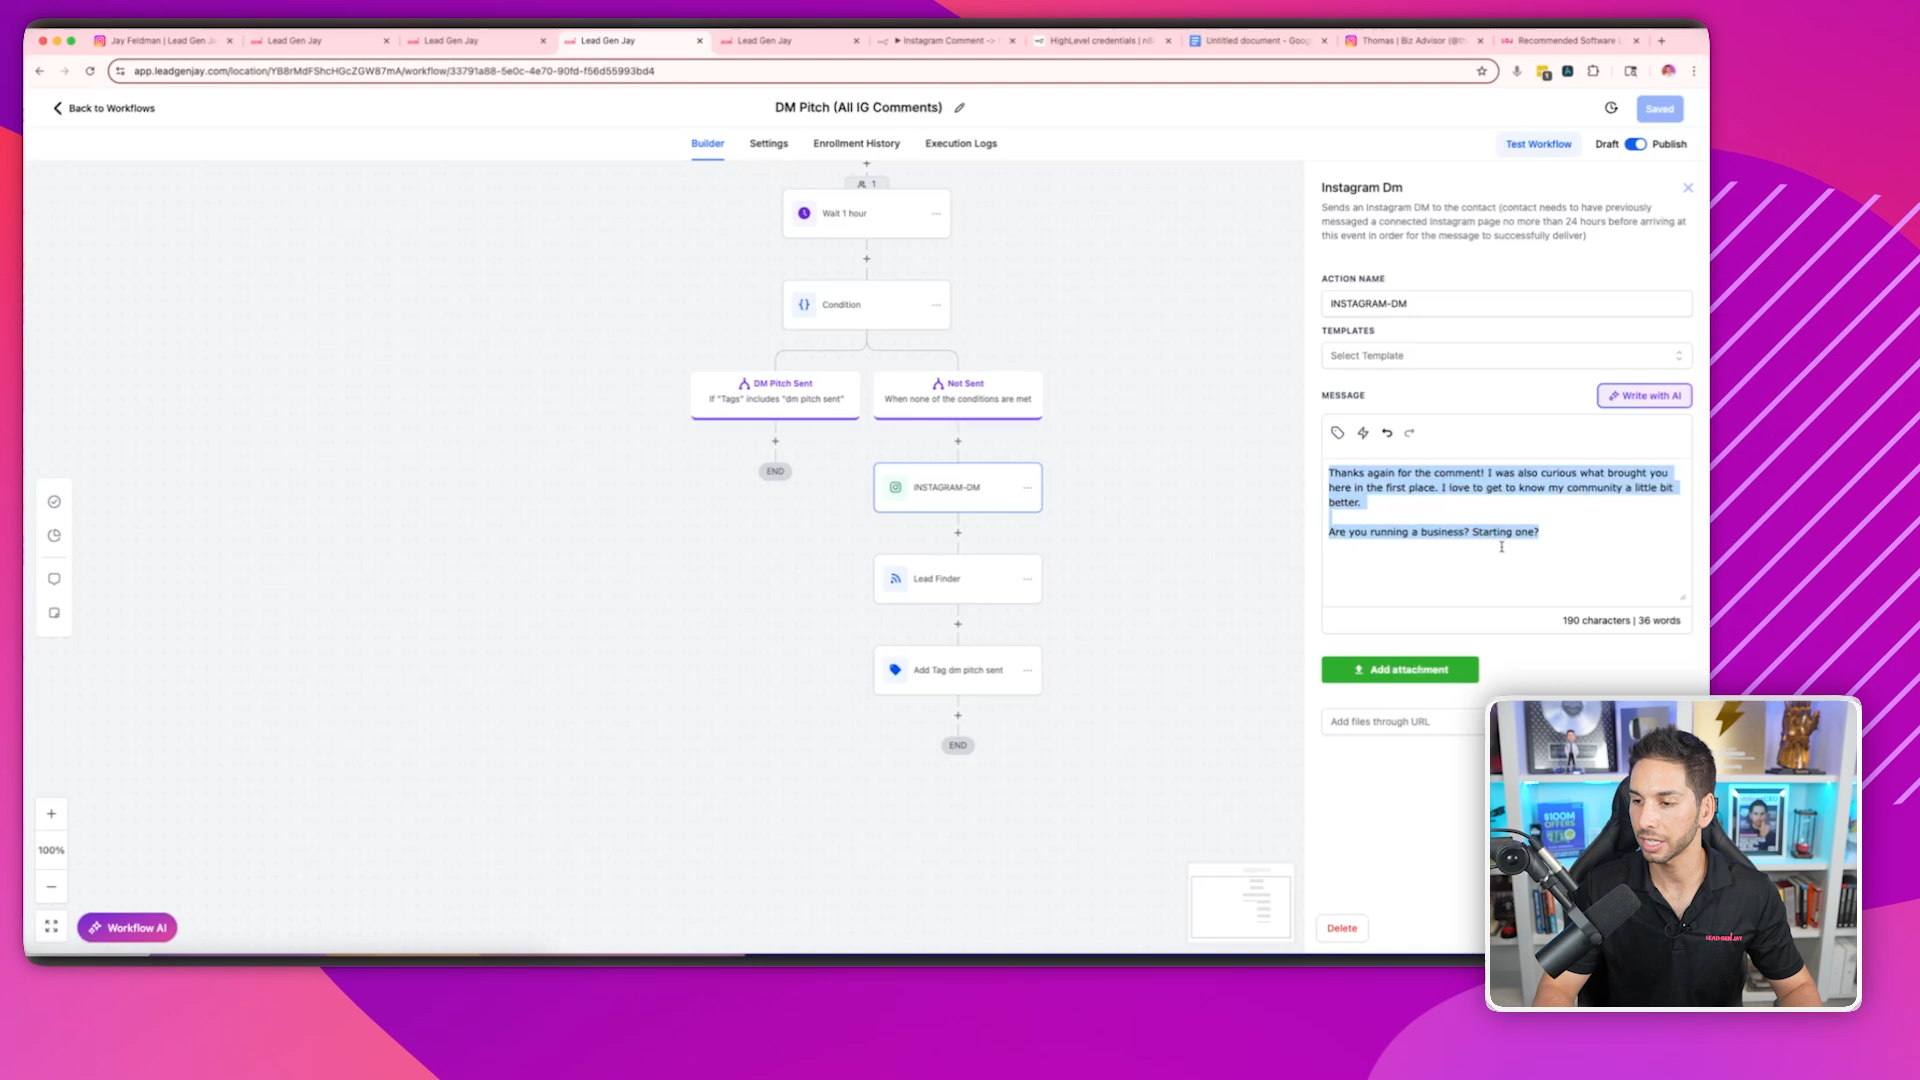 Jay Feldman | Lead Gen Ja
Lead Gen Jay
Lead Gen Jay
Lead Gen Jay
Lead Gen Jay
Instagram Comment ->
HighLevel credentials | n8
Untitled document - Goog
Thomas | Biz Advisor (@th
Recommended Software
app.leadgenjay.com/location/YB8rMdFShcHGcZGW87mA/workflow/33791a88-5e0c-4e70-90fd-f56d55993bd4
Back to Workflows
DM Pitch (All IG Comments)
Saved
Builder
Settings
Enrollment History
Execution Logs
Test Workflow
Draft
Publish
1
Wait 1 hour
Condition
DM Pitch Sent
If "Tags" includes "dm pitch sent"
Not Sent
When none of the conditions are met
END
INSTAGRAM-DM
Lead Finder
Add Tag dm pitch sent
END
100%
Workflow AI
Instagram Dm
Sends an Instagram DM to the contact (contact needs to have previously
messaged a connected Instagram page no more than 24 hours before arriving at
this event in order for the message to successfully deliver)
ACTION NAME
INSTAGRAM-DM
TEMPLATES
Select Template
MESSAGE
Write with AI
Thanks again for the comment! I was also curious what brought you
here in the first place. I love to get to know my community a little bit
better.
Are you running a business? Starting one?
190 characters | 36 words
Add attachment
Add files through URL
Delete
$100M
OFFERS
LEAD GEN JAY